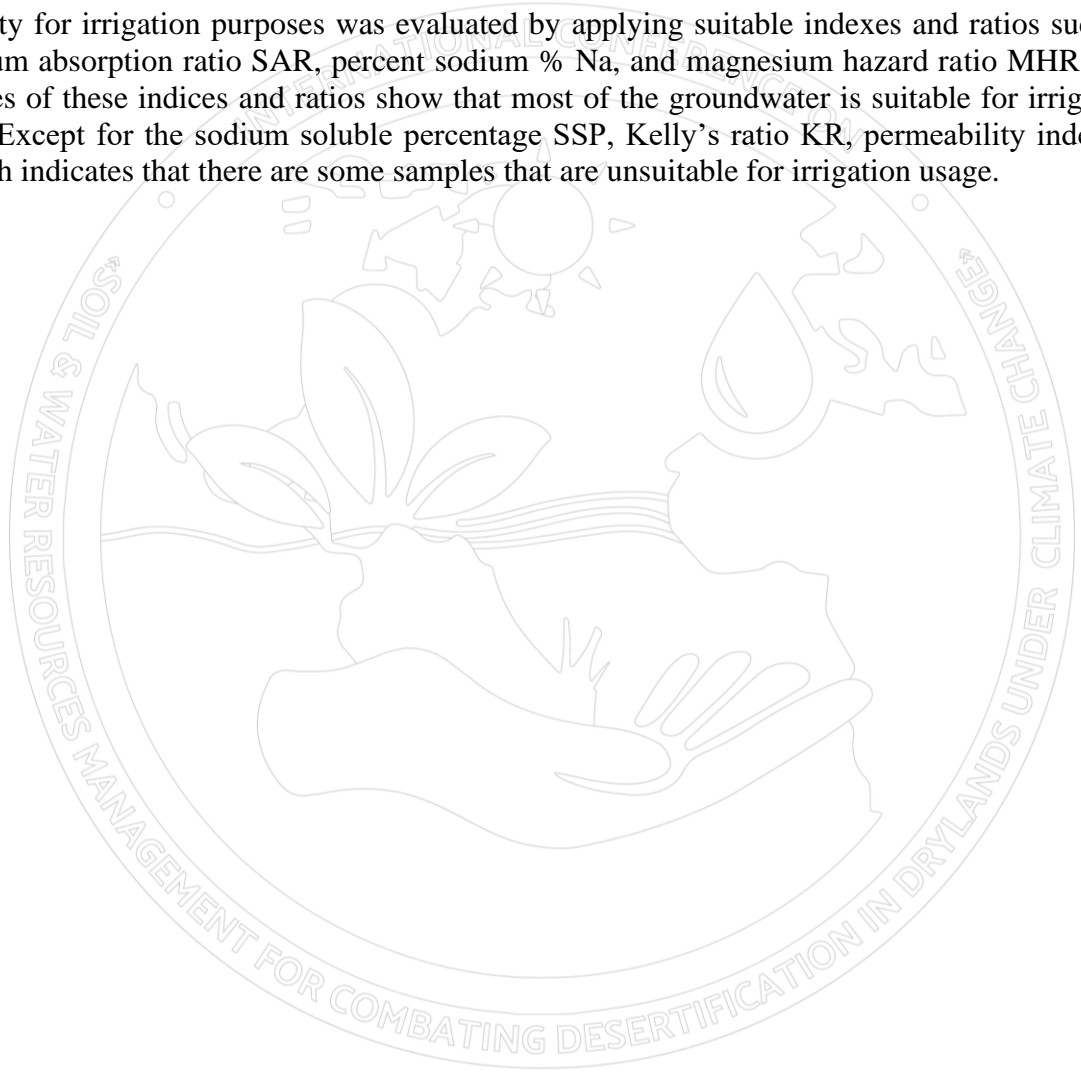 ty for irrigation purposes was evaluated by applying suitable indexes and ratios suc
um absorption ratio SAR, percent sodium % Na, and magnesium hazard ratio MHR
es of these indices and ratios show that most of the groundwater is suitable for irrig
Except for the sodium soluble percentage SSP, Kelly's ratio KR, permeability inde
h indicates that there are some samples that are unsuitable for irrigation usage.
INTERNATIONAL CONFERENCE ON
"SOIL & WATER RESOURCES MANAGEMENT FOR COMBATING DESERTIFICATION IN DRYLANDS UNDER CLIMATE CHANGE"